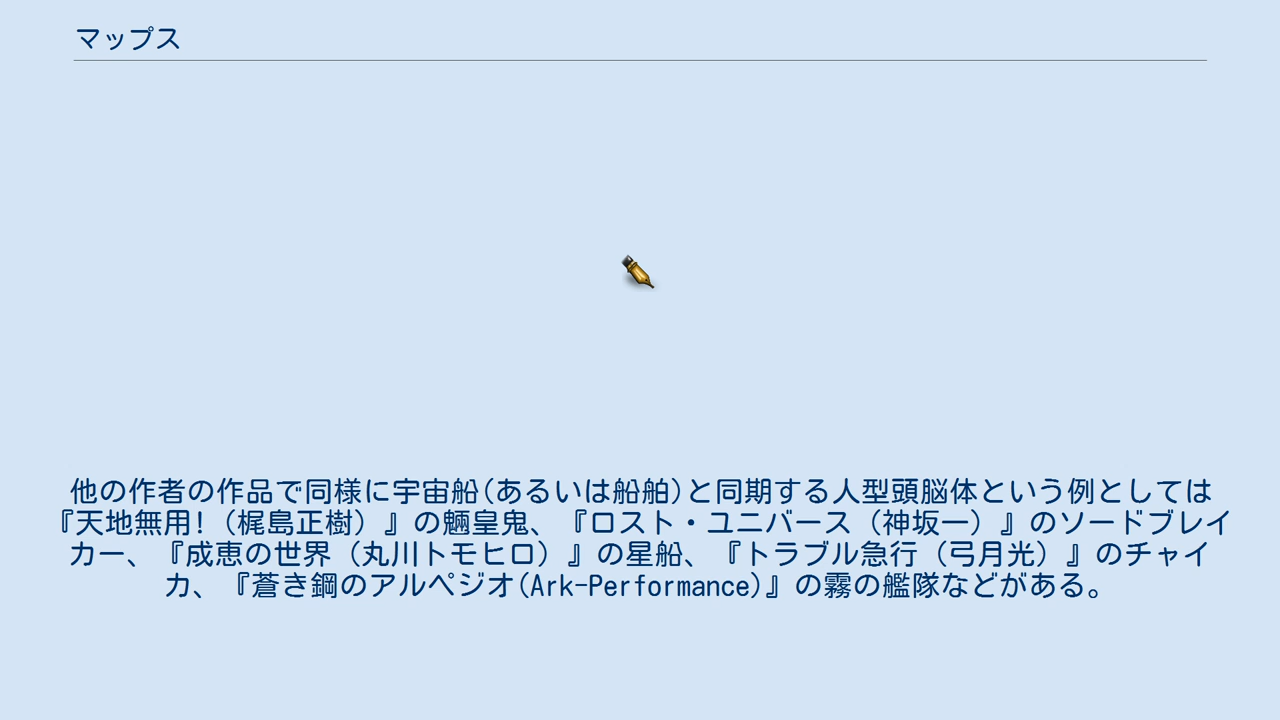 マップス
他の作者の作品で同様に宇宙船(あるいは船舶)と同期する人型頭脳体という例としては
『天地無用!（梶島正樹）』の魎皇鬼、『ロスト・ユニバース（神坂一）』のソードブレイ
カー、『成恵の世界（丸川トモヒロ）』の星船、『トラブル急行（弓月光）』のチャイ
カ、『蒼き鋼のアルペジオ(Ark-Performance)』の霧の艦隊などがある。